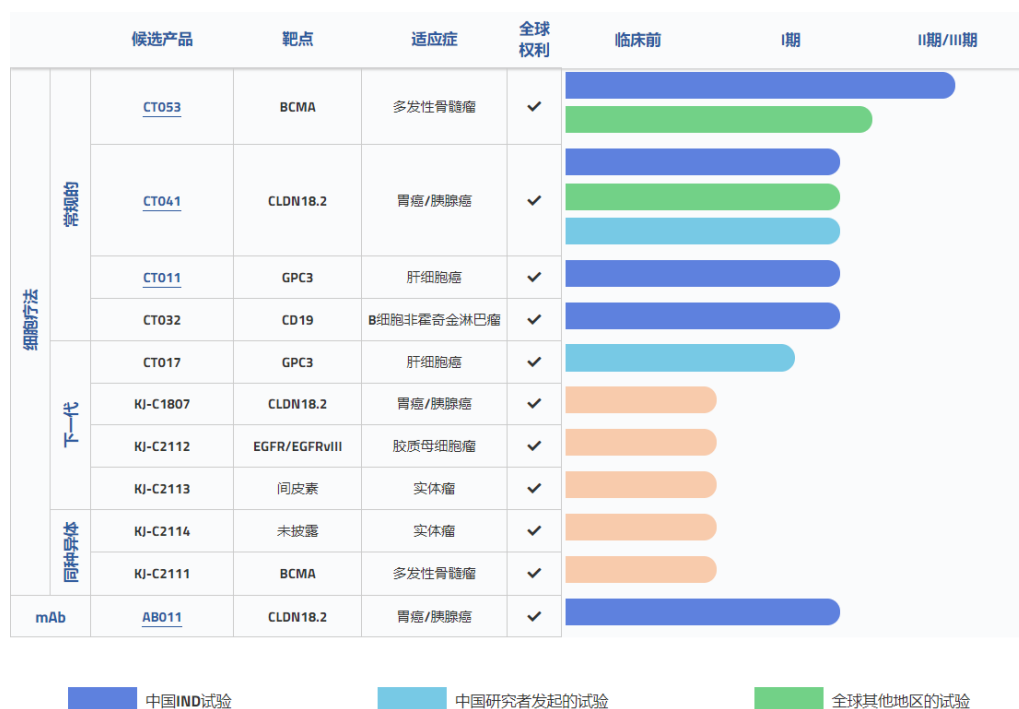 候选产品 靶点 适应症 全球权利 临床前 I期 II期/III期
细胞疗法
常规的
CT053 BCMA 多发性骨髓瘤 ✔
CT041 CLDN18.2 胃癌/胰腺癌 ✔
CT011 GPC3 肝细胞癌 ✔
CT032 CD19 B细胞非霍奇金淋巴瘤 ✔
下一代
CT017 GPC3 肝细胞癌 ✔
KJ-C1807 CLDN18.2 胃癌/胰腺癌 ✔
KJ-C2112 EGFR/EGFRvIII 胶质母细胞瘤 ✔
KJ-C2113 间皮素 实体瘤 ✔
同种异体
KJ-C2114 未披露 实体瘤 ✔
KJ-C2111 BCMA 多发性骨髓瘤 ✔
mAb AB011 CLDN18.2 胃癌/胰腺癌 ✔
中国IND试验 中国研究者发起的试验 全球其他地区的试验